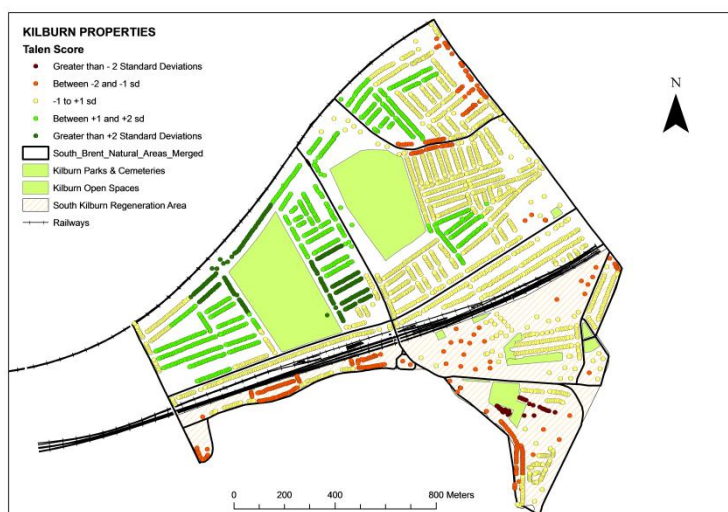 KILBURN PROPERTIES
Talen Score
Greater than - 2 Standard Deviations
Between -2 and -1 sd
-1 to +1 sd
Between +1 and +2 sd
Greater than +2 Standard Deviations
South_Brent_Natural_Areas_Merged
Kilburn Parks & Cemeteries
Kilburn Open Spaces
South Kilburn Regeneration Area
Railways
N
0 200 400 800 Meters